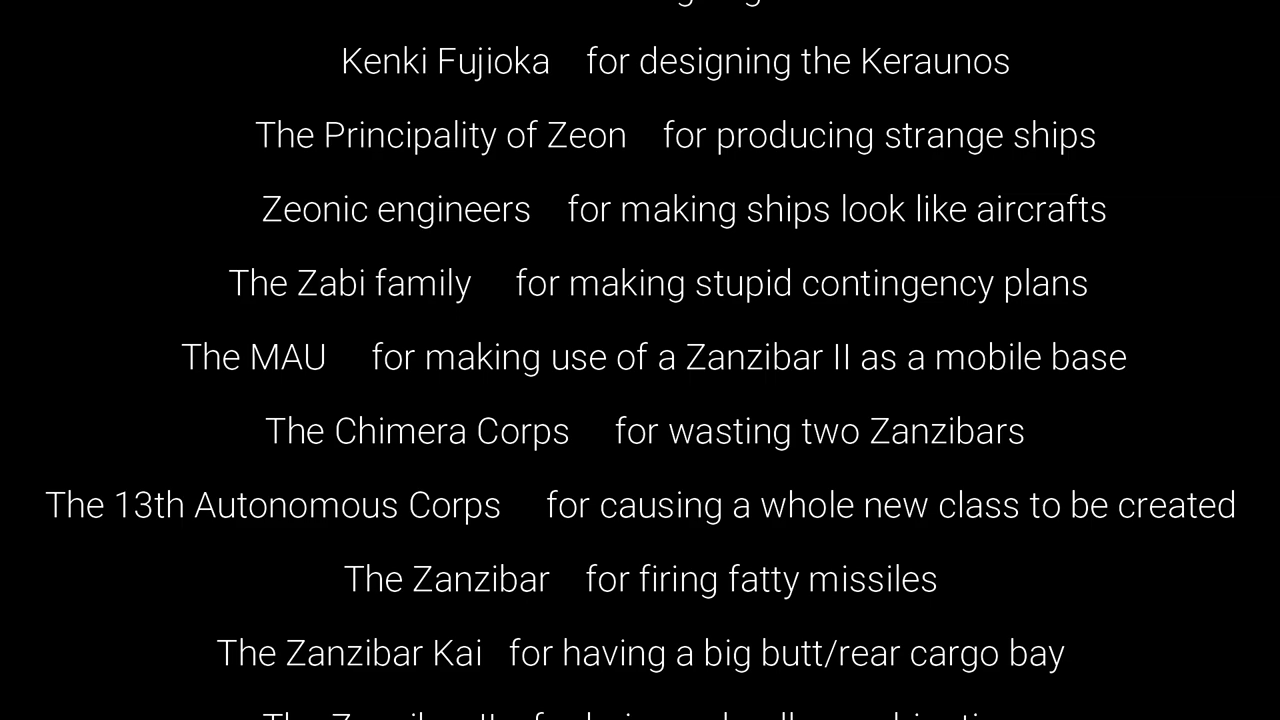 Kenki Fujioka for designing the Keraunos
The Principality of Zeon for producing strange ships
Zeonic engineers for making ships look like aircrafts
The Zabi family for making stupid contingency plans
The MAU for making use of a Zanzibar II as a mobile base
The Chimera Corps for wasting two Zanzibars
The 13th Autonomous Corps for causing a whole new class to be created
The Zanzibar for firing fatty missiles
The Zanzibar Kai for having a big butt/rear cargo bay